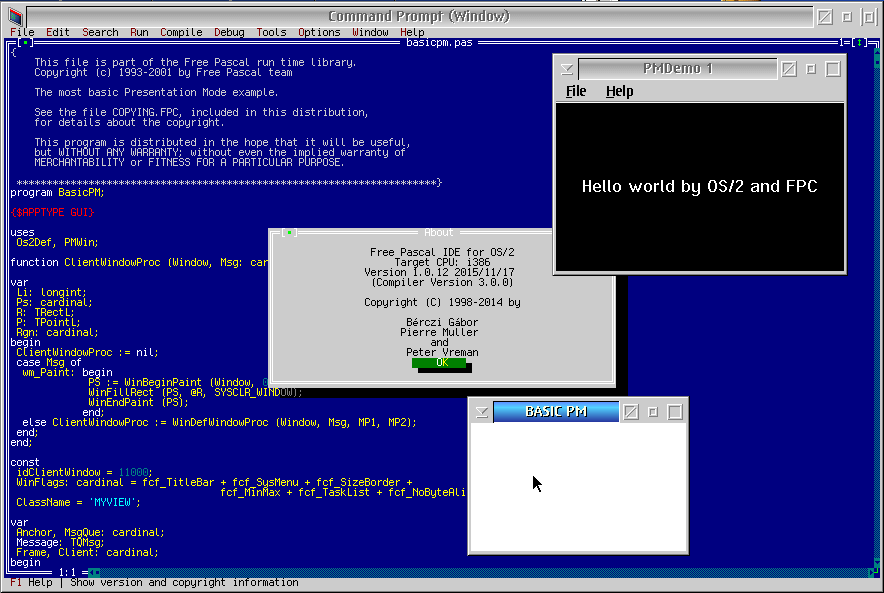 Command Prompt (Window)
File Edit Search Run Compile Debug Tools Options Window Help
basicpm.pas
1
{
This file is part of the Free Pascal run time library.
Copyright (c) 1993-2001 by Free Pascal team
The most basic Presentation Mode example.
See the file COPYING.FPC, included in this distribution,
for details about the copyright.
This program is distributed in the hope that it will be useful,
but WITHOUT ANY WARRANTY; without even the implied warranty of
MERCHANTABILITY or FITNESS FOR A PARTICULAR PURPOSE.
**********************************************************************}
program BasicPM;
{$APPTYPE GUI}
uses
Os2Def, PMWin;
function ClientWindowProc (Window, Msg: car
var
Li: longint;
Ps: cardinal;
R: TRectL;
P: TPointL;
Rgn: cardinal;
begin
ClientWindowProc := nil;
case Msg of
wm_Paint: begin
PS := WinBeginPaint (Window,
WinFillRect (PS, @R, SYSCLR_WINDOW);
WinEndPaint (PS);
end;
else ClientWindowProc := WinDefWindowProc (Window, Msg, MP1, MP2);
end;
end;
const
idClientWindow = 11000;
WinFlags: cardinal = fcf_TitleBar + fcf_SysMenu + fcf_SizeBorder +
fcf_MinMax + fcf_TaskList + fcf_NoByteAli
ClassName = 'MYVIEW';
var
Anchor, MsgQue: cardinal;
Message: TQMsg;
Frame, Client: cardinal;
begin
1:1
F1 Help | Show version and copyright information
PMDemo 1
File Help
Hello world by OS/2 and FPC
About
Free Pascal IDE for OS/2
Target CPU: i386
Version 1.0.12 2015/11/17
(Compiler Version 3.0.0)
Copyright (C) 1998-2014 by
Bérczi Gábor
Pierre Muller
and
Peter Vreman
OK
BASIC PM